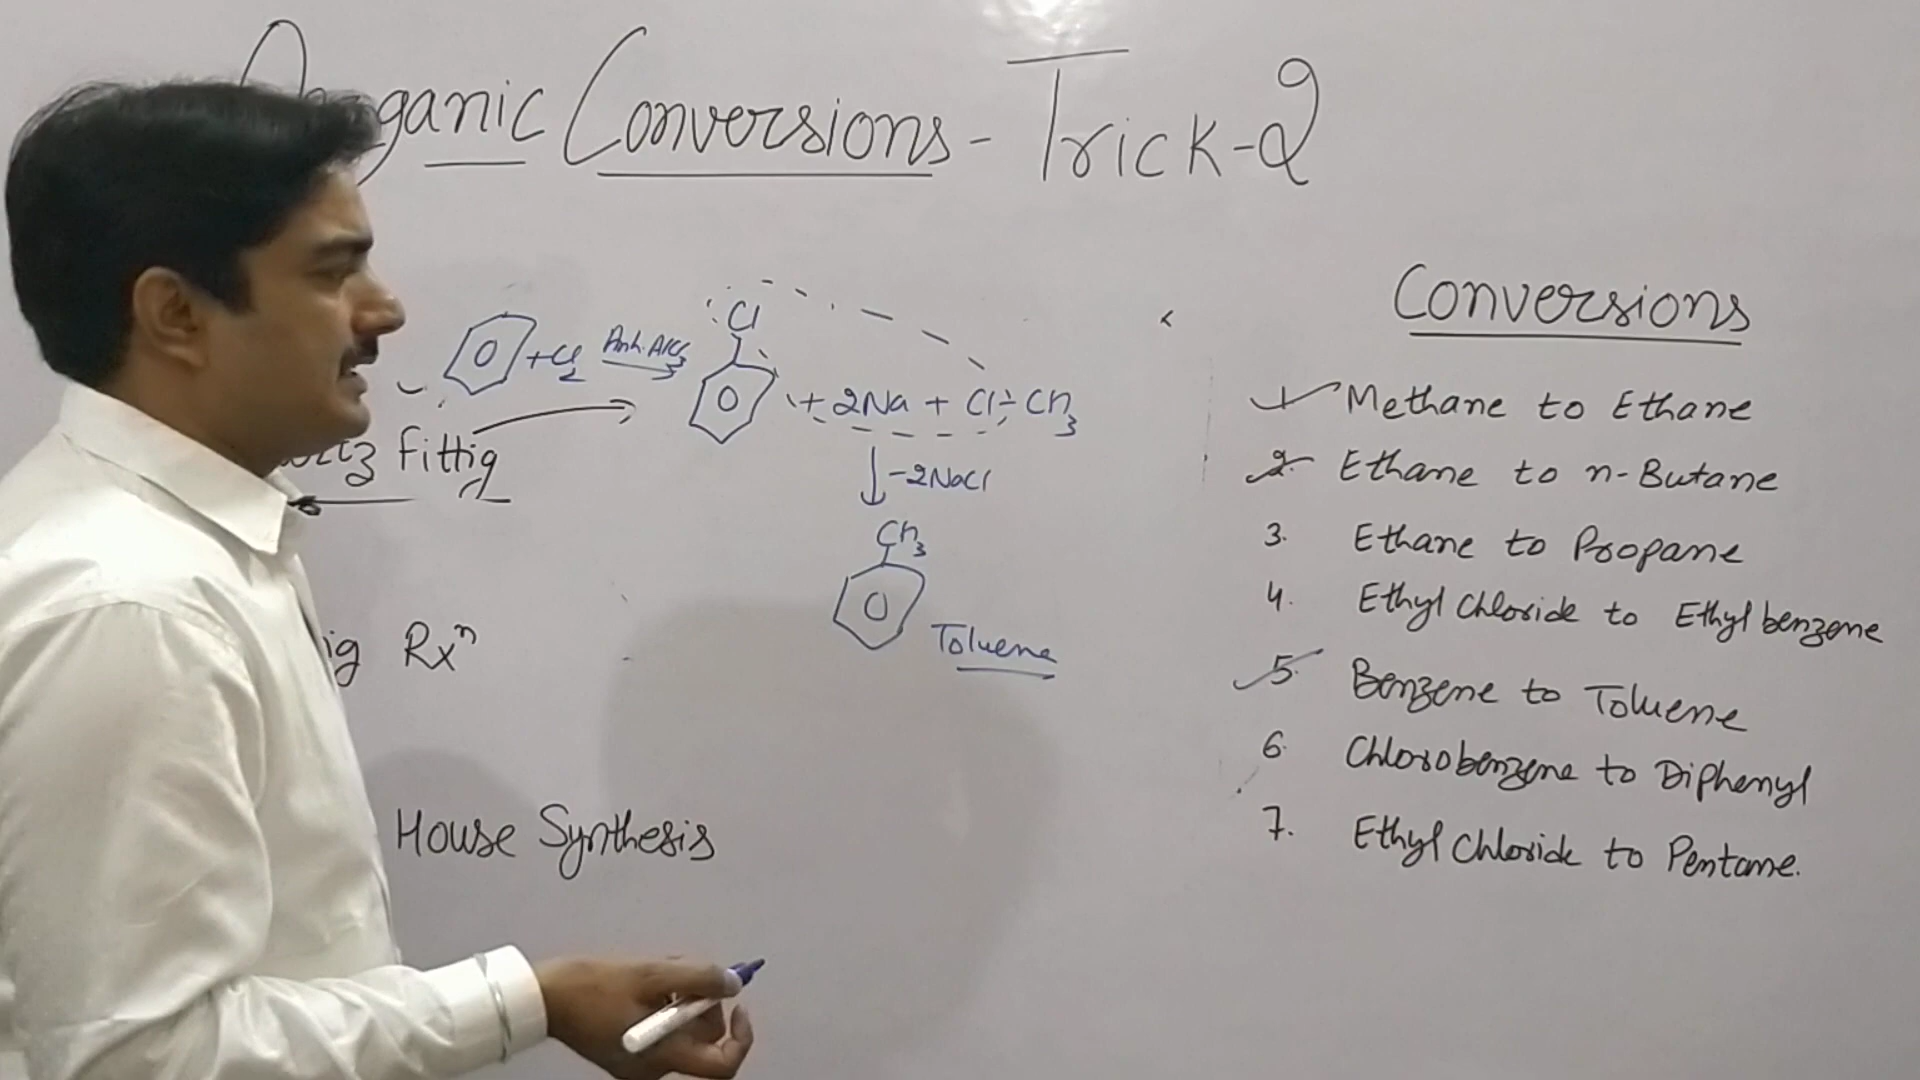 Organic Conversions - Trick-2
+ Cl2 Anh. AlCl3
Cl
+ 2Na + Cl-CH3
Fittig
-2NaCl
CH3
Toluene
Rxn
House Synthesis
Conversions
1 Methane to Ethane
2. Ethane to n-Butane
3. Ethane to Propane
4. Ethyl Chloride to Ethyl benzene
5. Benzene to Toluene
6. Chlorobenzene to Diphenyl
7. Ethyl Chloride to Pentane.